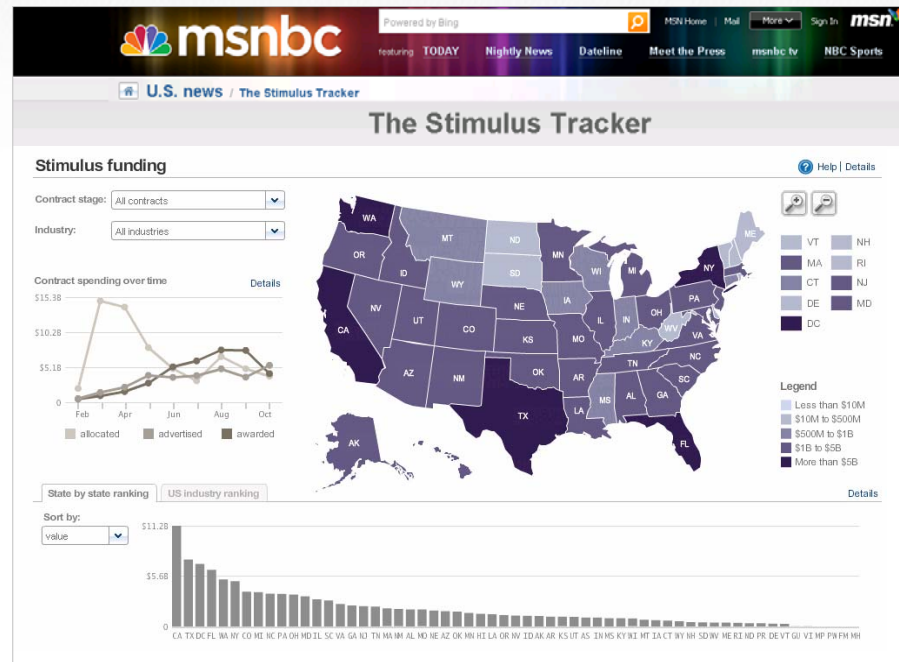 Powered by Bing
MSN Home | Mail
More
Sign In
msn
msnbc
featuring TODAY Nightly News Dateline Meet the Press msnbc tv NBC Sports
U.S. news / The Stimulus Tracker
The Stimulus Tracker
Stimulus funding
Help | Details
Contract stage: All contracts
Industry: All industries
Contract spending over time
Details
$15.3B
$10.2B
$5.1B
0
Feb Apr Jun Aug Oct
allocated advertised awarded
WA
OR
CA
NV
ID
MT
WY
UT
AZ
CO
NM
ND
SD
NE
KS
OK
TX
MN
IA
MO
AR
LA
WI
IL
MS
MI
IN
KY
TN
AL
OH
WV
GA
FL
SC
NC
VA
PA
NY
ME
AK
VT NH
MA RI
CT NJ
DE MD
DC
Legend
Less than $10M
$10M to $500M
$500M to $1B
$1B to $5B
More than $5B
State by state ranking
US industry ranking
Details
Sort by:
value
$11.2B
$5.6B
0
CA TX DC FL WA NY CO MI NC PA OH MD IL SC VA GA NJ TN MA NM AL MO NE AZ OK MN HI LA OR NV ID AK AR KS UT AS IN MS KY WI MT IA CT WY NH SD WV ME RI ND PR DE VT GU VI MP PW FM MH